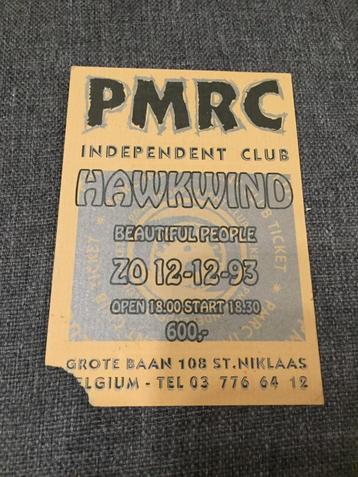 PMRC
INDEPENDENT CLUB
HAWKWIND
BEAUTIFUL PEOPLE
ZO 12-12-93
OPEN 18.00 START 18.30
600,-
GROTE BAAN 108 ST.NIKLAAS
ELGIUM - TEL 03 776 64 12